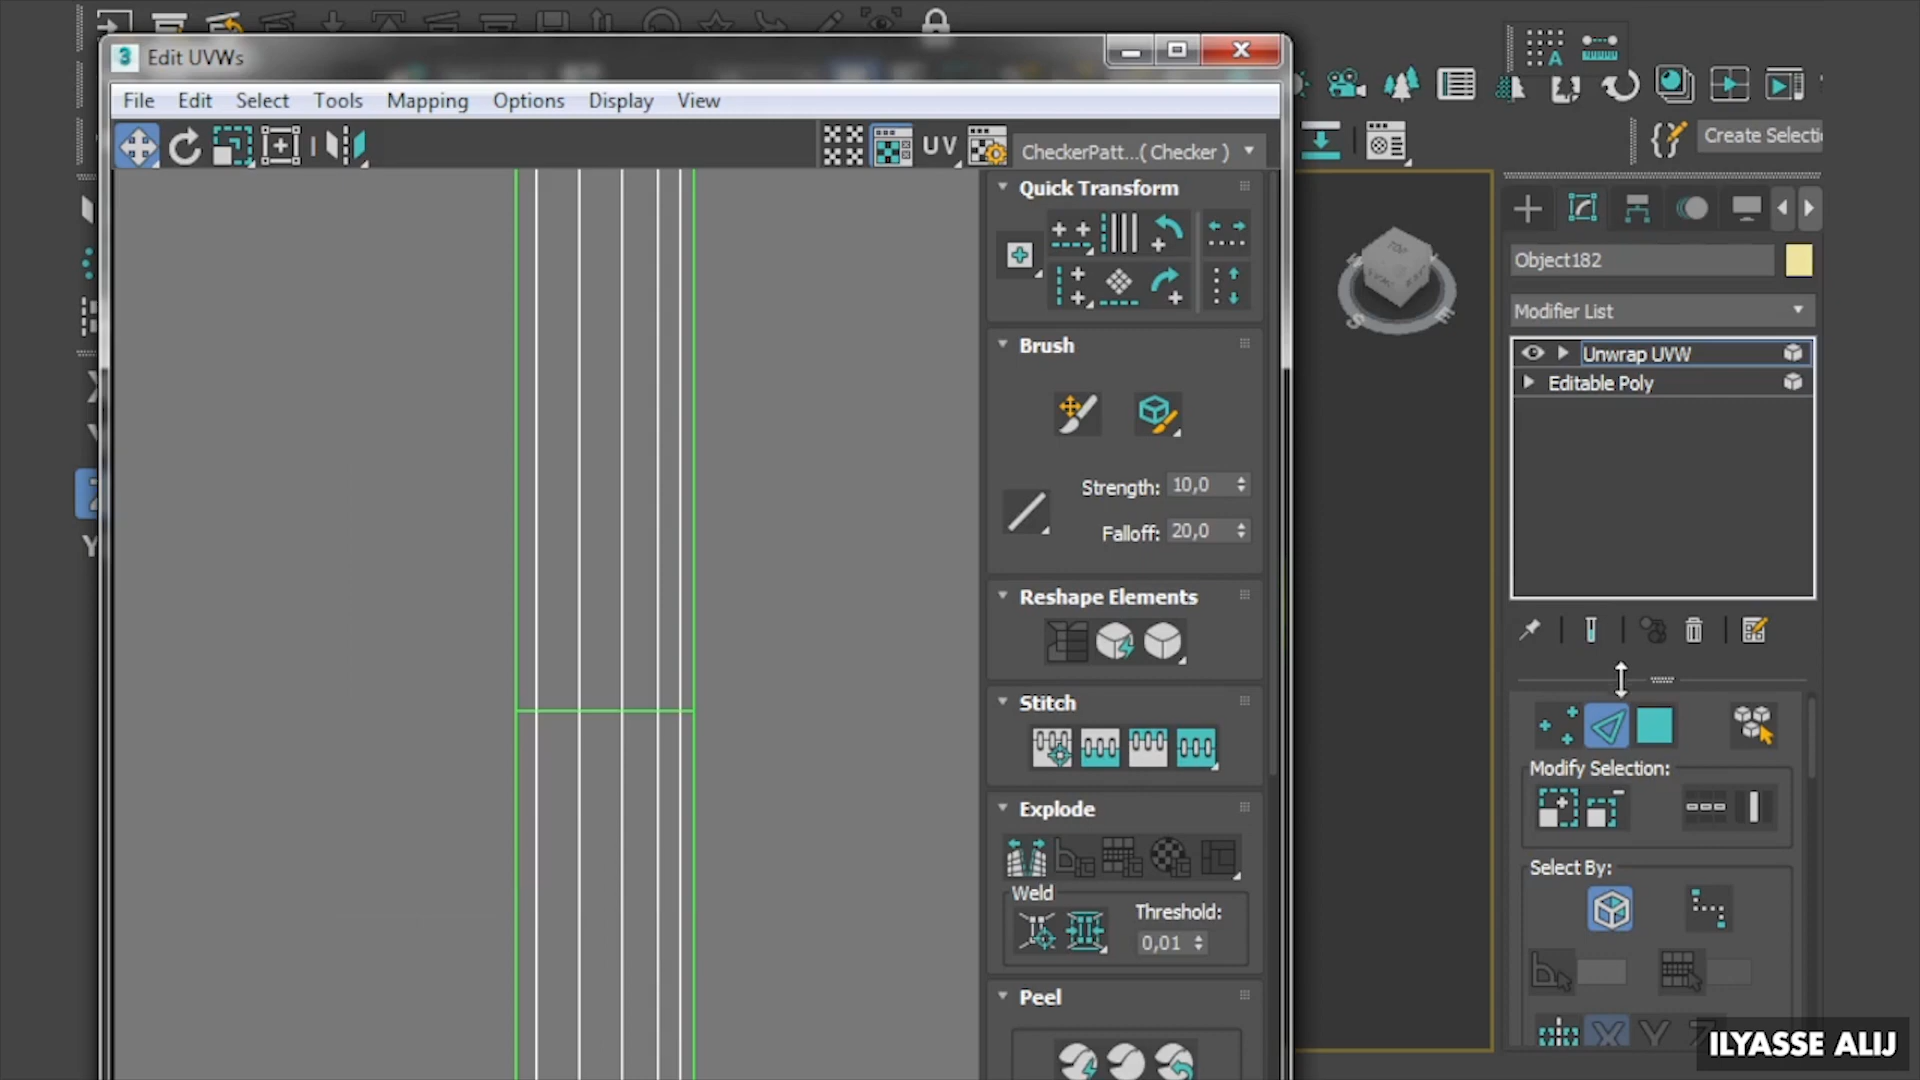 3 Edit UVWs
File Edit Select Tools Mapping Options Display View
UV CheckerPatt...( Checker )
Create Selecti
Quick Transform
Object182
Modifier List
Brush
Unwrap UVW
Editable Poly
Strength: 10,0
Falloff: 20,0
Reshape Elements
Stitch
Modify Selection:
Explode
Select By:
Weld
Threshold:
0,01
Peel
X Y Z
ILYASSE ALIJ